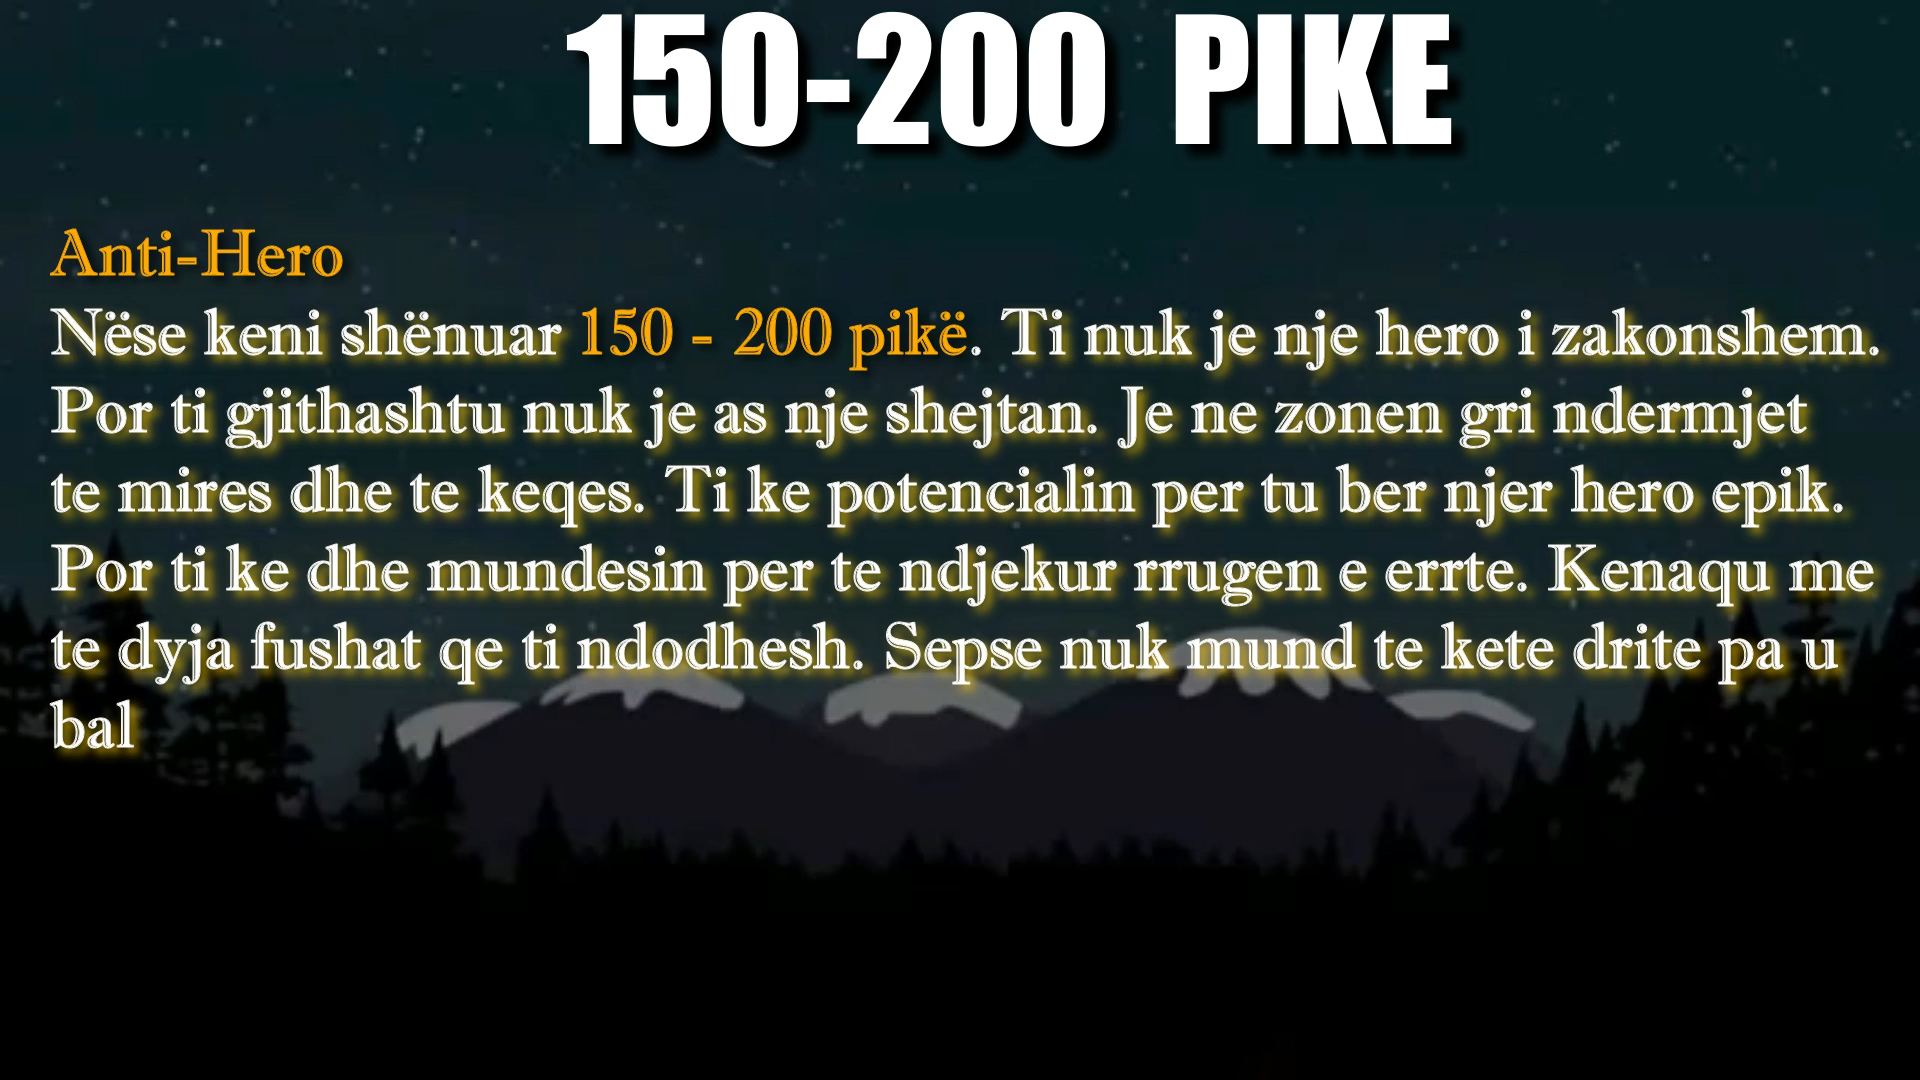 150-200 PIKE
Anti-Hero
Nëse keni shënuar 150 - 200 pikë. Ti nuk je nje hero i zakonshem.
Por ti gjithashtu nuk je as nje shejtan. Je ne zonen gri ndermjet
te mires dhe te keqes. Ti ke potencialin per tu ber njer hero epik.
Por ti ke dhe mundesin per te ndjekur rrugen e errte. Kenaqu me
te dyja fushat qe ti ndodhesh. Sepse nuk mund te kete drite pa u
bal